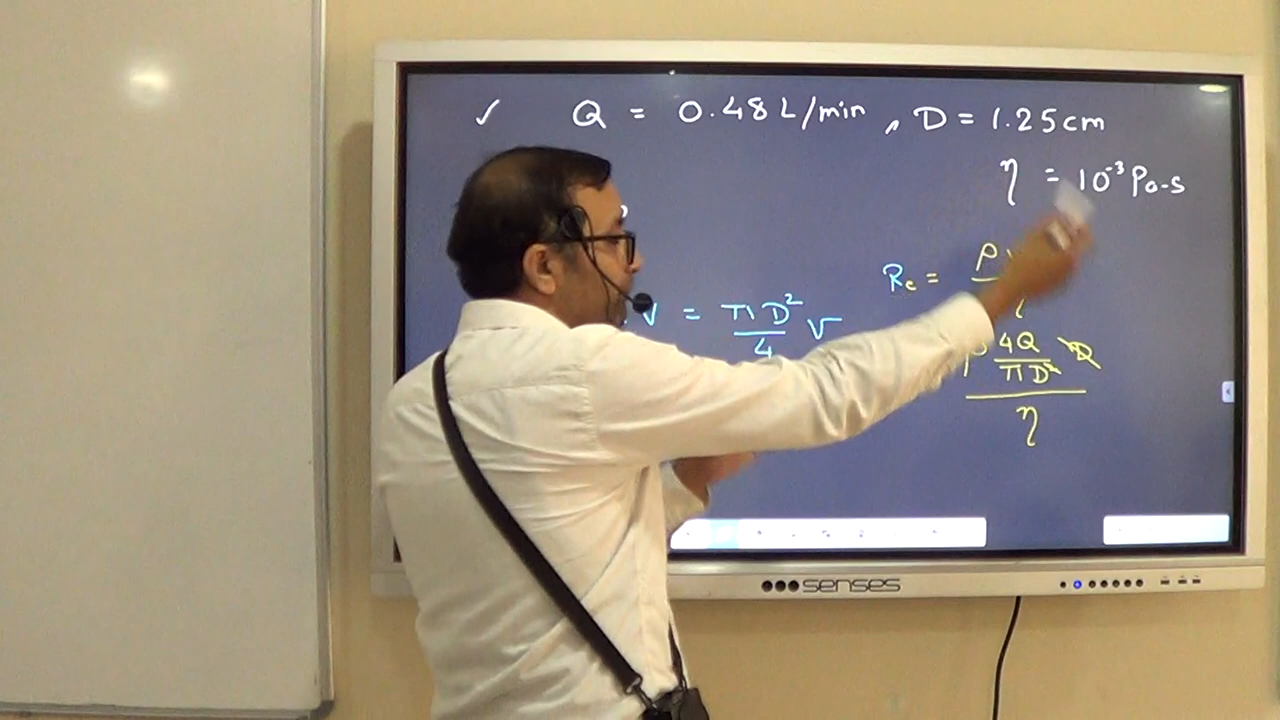 ✓ Q = 0.48 L/min, D = 1.25 cm
η = 10⁻³ Pa-s
Re = ρ
V = πD²/4 V
4Q/πD² D
η
senses